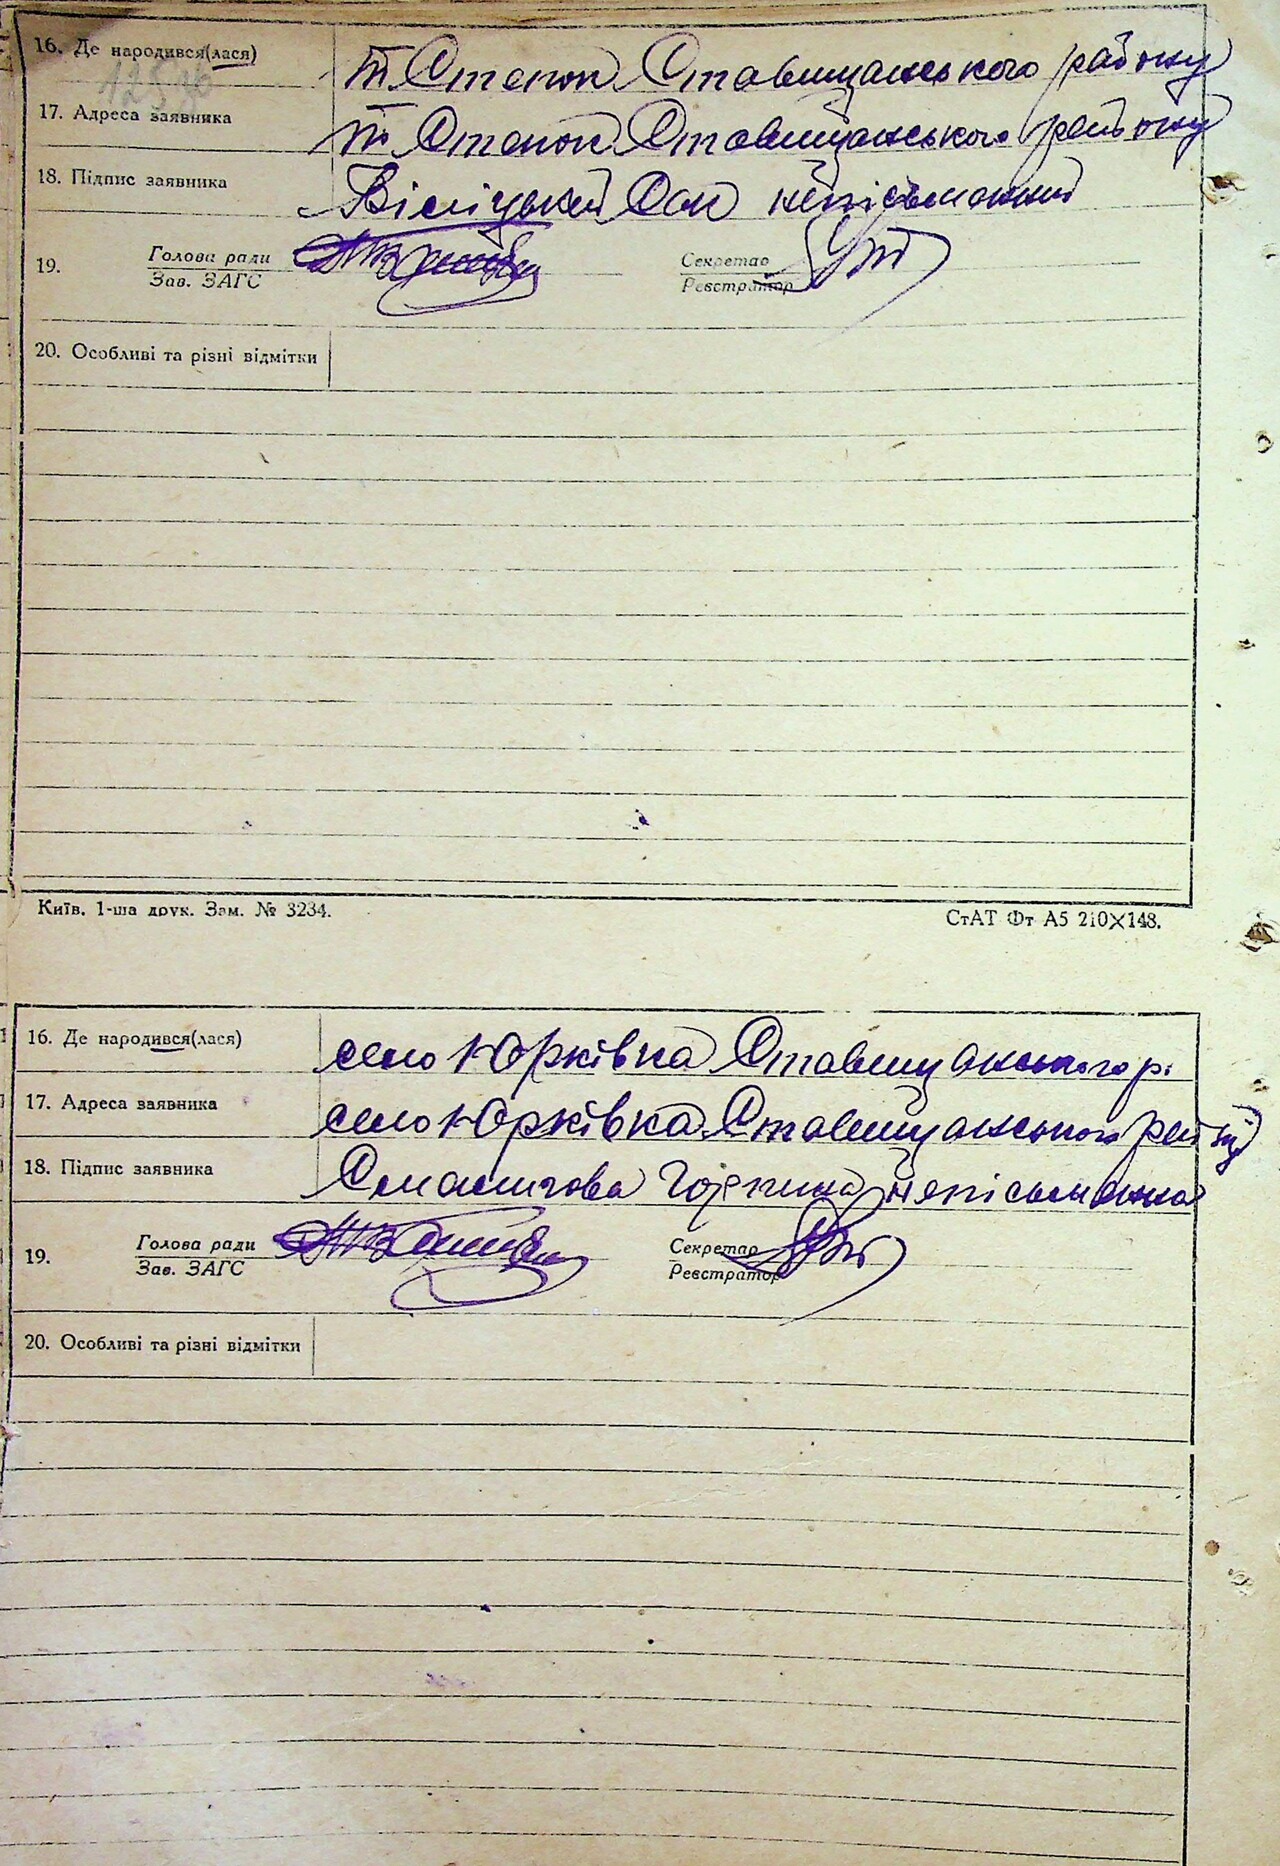 16. Де народився(лася) т Степок Ставищанського району
17. Адреса заявника т Степок Ставищанського району
18. Підпис заявника Сак непісьменний
19. Голова ради Секретар
Зав. ЗАГС Реєстратор
20. Особливі та різні відмітки
Київ. 1-ша друк. Зам. № 3234. СтАТ Фт А5 210×148.
16. Де народився(лася) село Юрківка Ставищанського р.
17. Адреса заявника село Юрківка Ставищанського
18. Підпис заявника непісьменна
19. Голова ради Секретар
Зав. ЗАГС Реєстратор
20. Особливі та різні відмітки